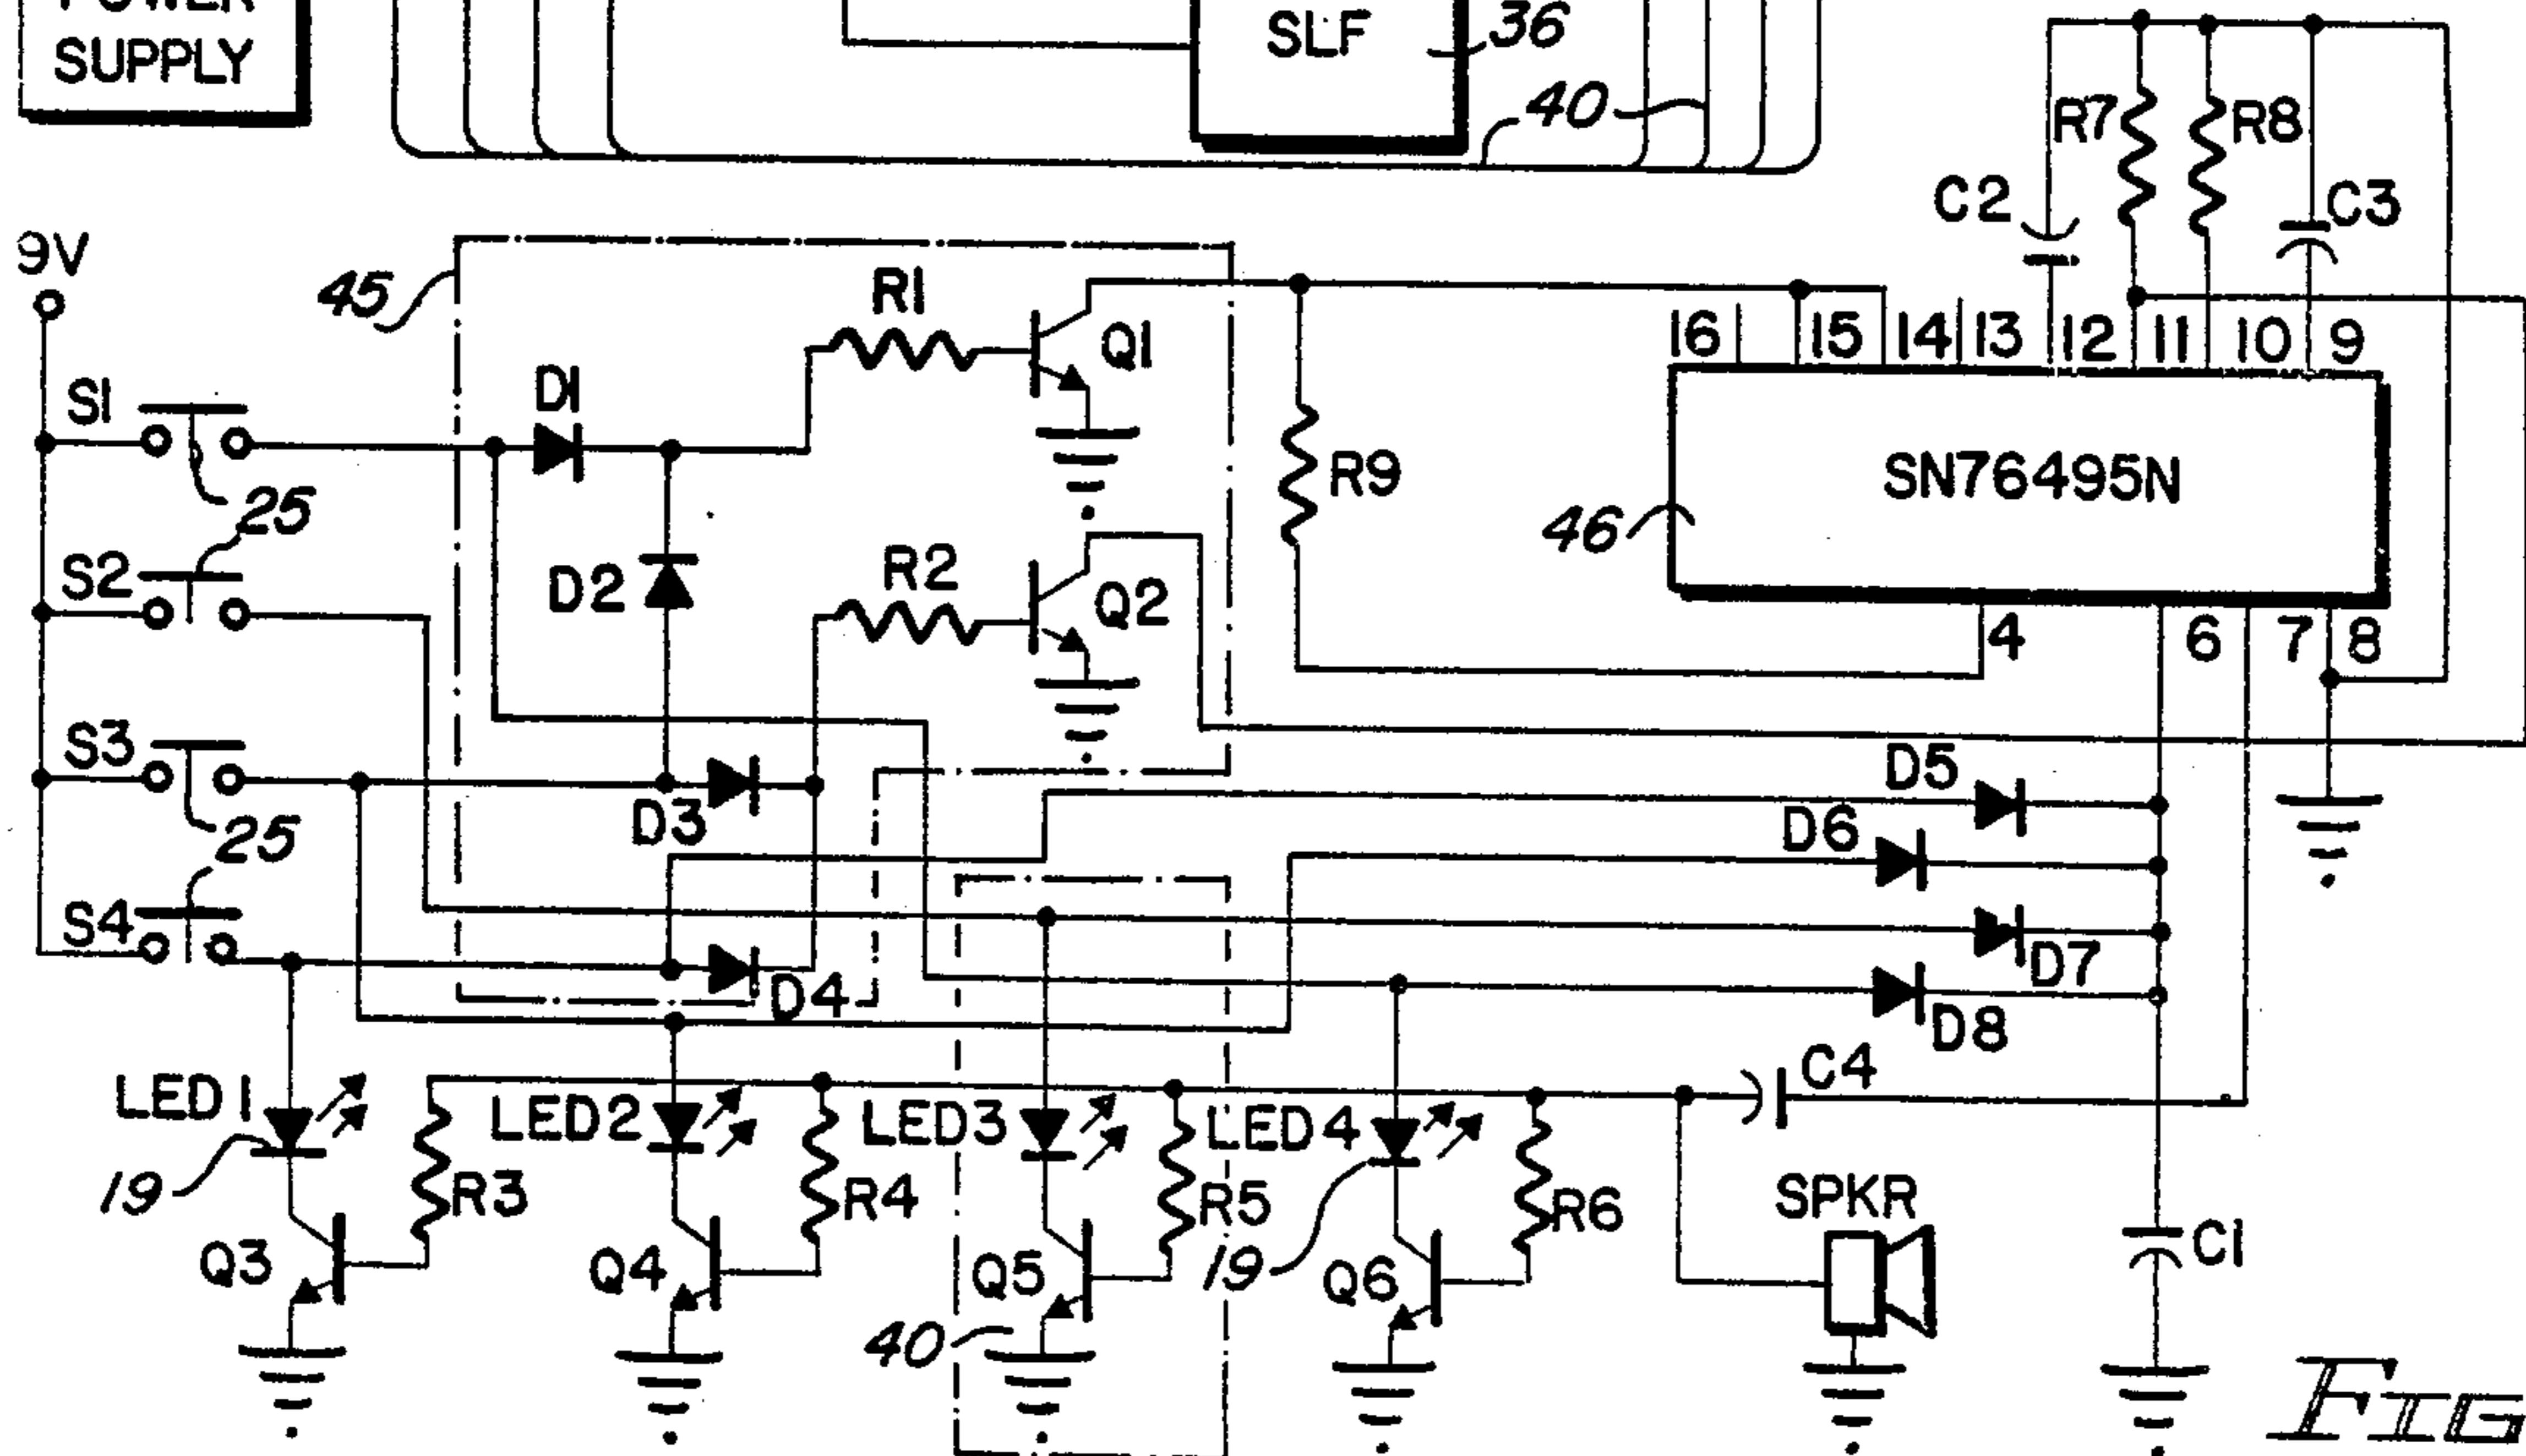 POWER
SUPPLY
SLF
36
40
R7
R8
C2
C3
9V
45
R1
Q1
16 15 14 13 12 11 10 9
S1
D1
25
R9
SN76495N
46
S2
D2
R2
Q2
4 6 7 8
S3
25
D3
D5
D6
S4
D4
D7
D8
C4
LED1
LED2
LED3
LED4
19
R3
R4
R5
R6
SPKR
Q3
Q4
Q5
19
Q6
C1
40
FIG